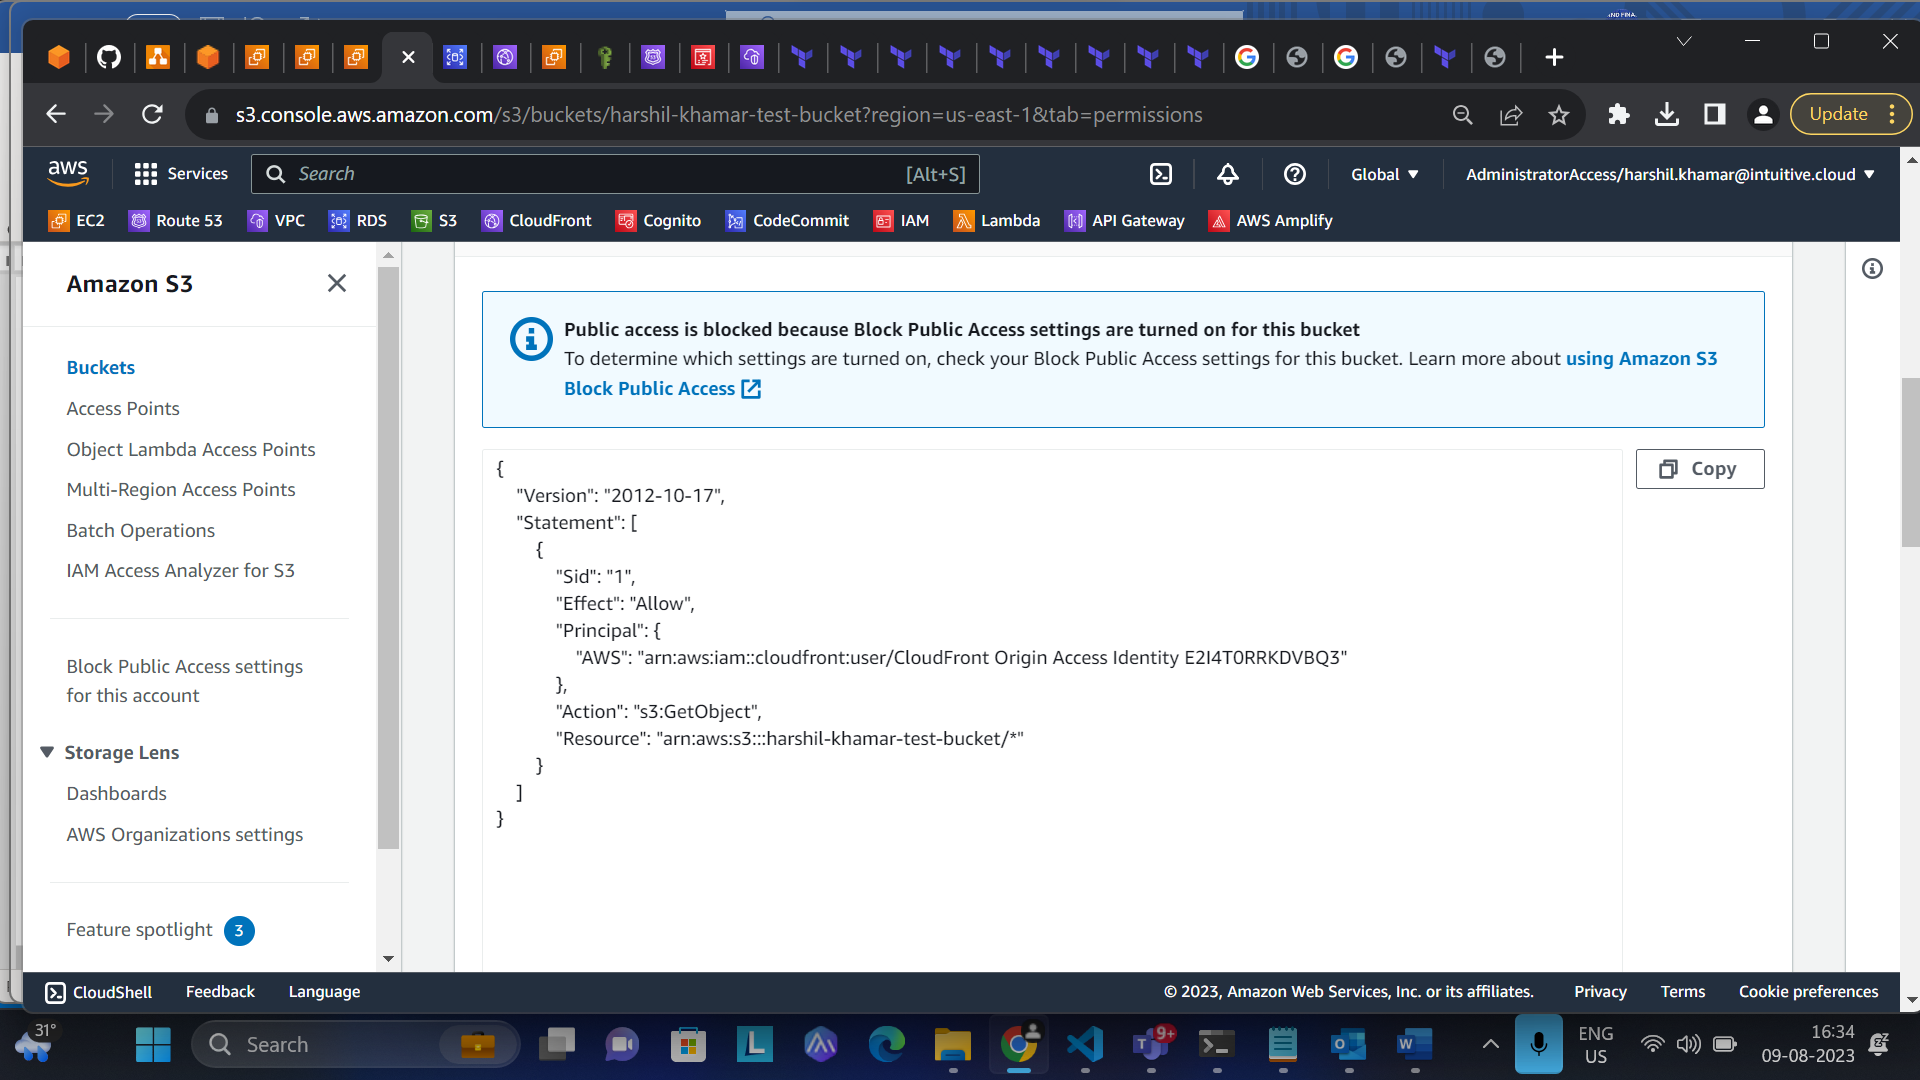 s3.console.aws.amazon.com/s3/buckets/harshil-khamar-test-bucket?region=us-east-1&tab=permissions
Update
aws
Services
Search
[Alt+S]
Global
AdministratorAccess/harshil.khamar@intuitive.cloud
EC2
Route 53
VPC
RDS
S3
CloudFront
Cognito
CodeCommit
IAM
Lambda
API Gateway
AWS Amplify
Amazon S3
Buckets
Access Points
Object Lambda Access Points
Multi-Region Access Points
Batch Operations
IAM Access Analyzer for S3
Block Public Access settings
for this account
Storage Lens
Dashboards
AWS Organizations settings
Feature spotlight 3
Public access is blocked because Block Public Access settings are turned on for this bucket
To determine which settings are turned on, check your Block Public Access settings for this bucket. Learn more about using Amazon S3
Block Public Access
Copy
{
"Version": "2012-10-17",
"Statement": [
{
"Sid": "1",
"Effect": "Allow",
"Principal": {
"AWS": "arn:aws:iam::cloudfront:user/CloudFront Origin Access Identity E2I4T0RRKDVBQ3"
},
"Action": "s3:GetObject",
"Resource": "arn:aws:s3:::harshil-khamar-test-bucket/*"
}
]
}
CloudShell
Feedback
Language
© 2023, Amazon Web Services, Inc. or its affiliates.
Privacy
Terms
Cookie preferences
31°
Search
9+
ENG
US
16:34
09-08-2023